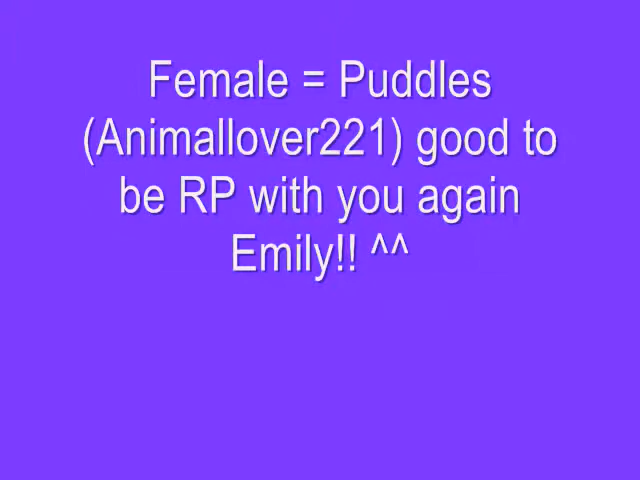 Female = Puddles
(Animallover221) good to
be RP with you again
Emily!! ^^